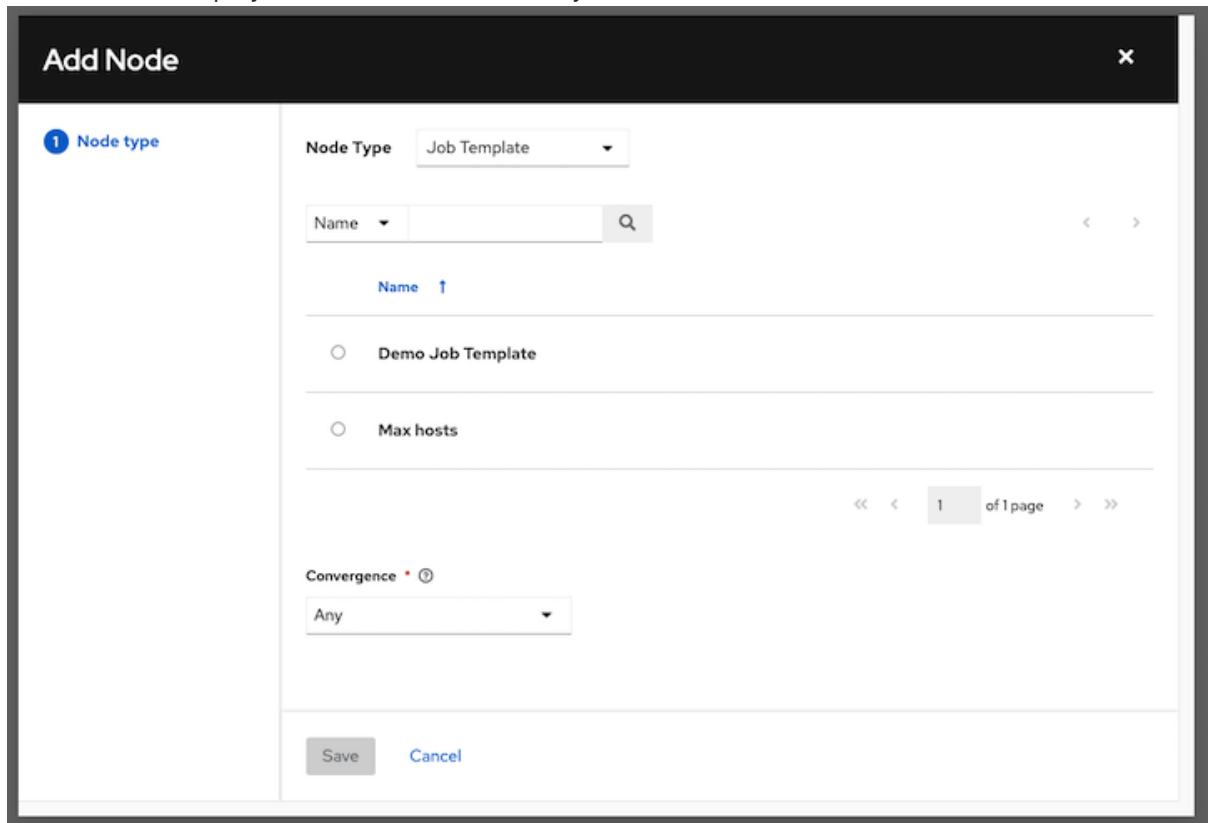 Add Node
1 Node type
Node Type Job Template
Name
Name
Demo Job Template
Max hosts
1 of 1 page
Convergence *
Any
Save Cancel